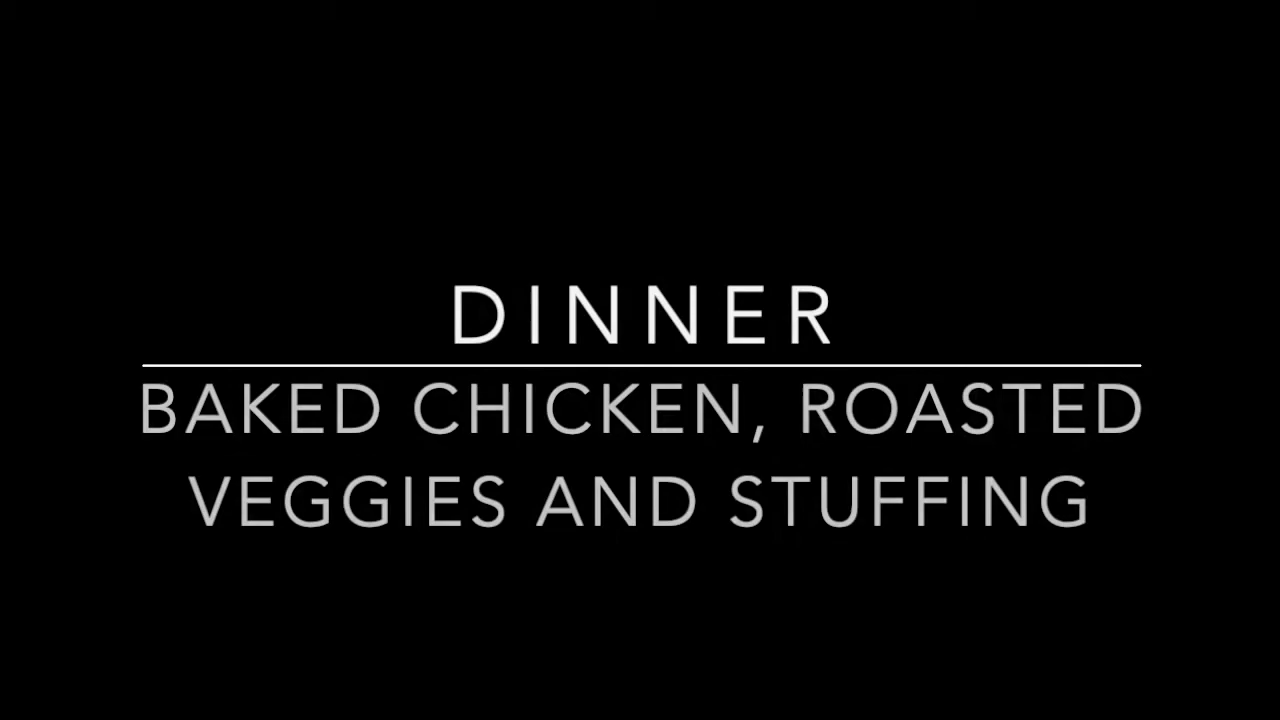 DINNER
BAKED CHICKEN, ROASTED
VEGGIES AND STUFFING